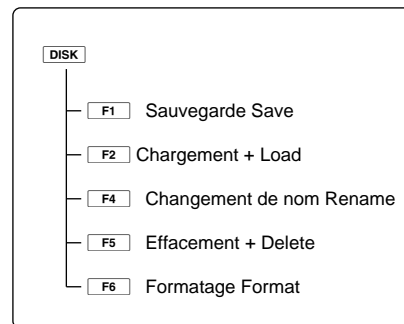 DISK
F1 Sauvegarde Save
F2 Chargement + Load
F4 Changement de nom Rename
F5 Effacement + Delete
F6 Formatage Format